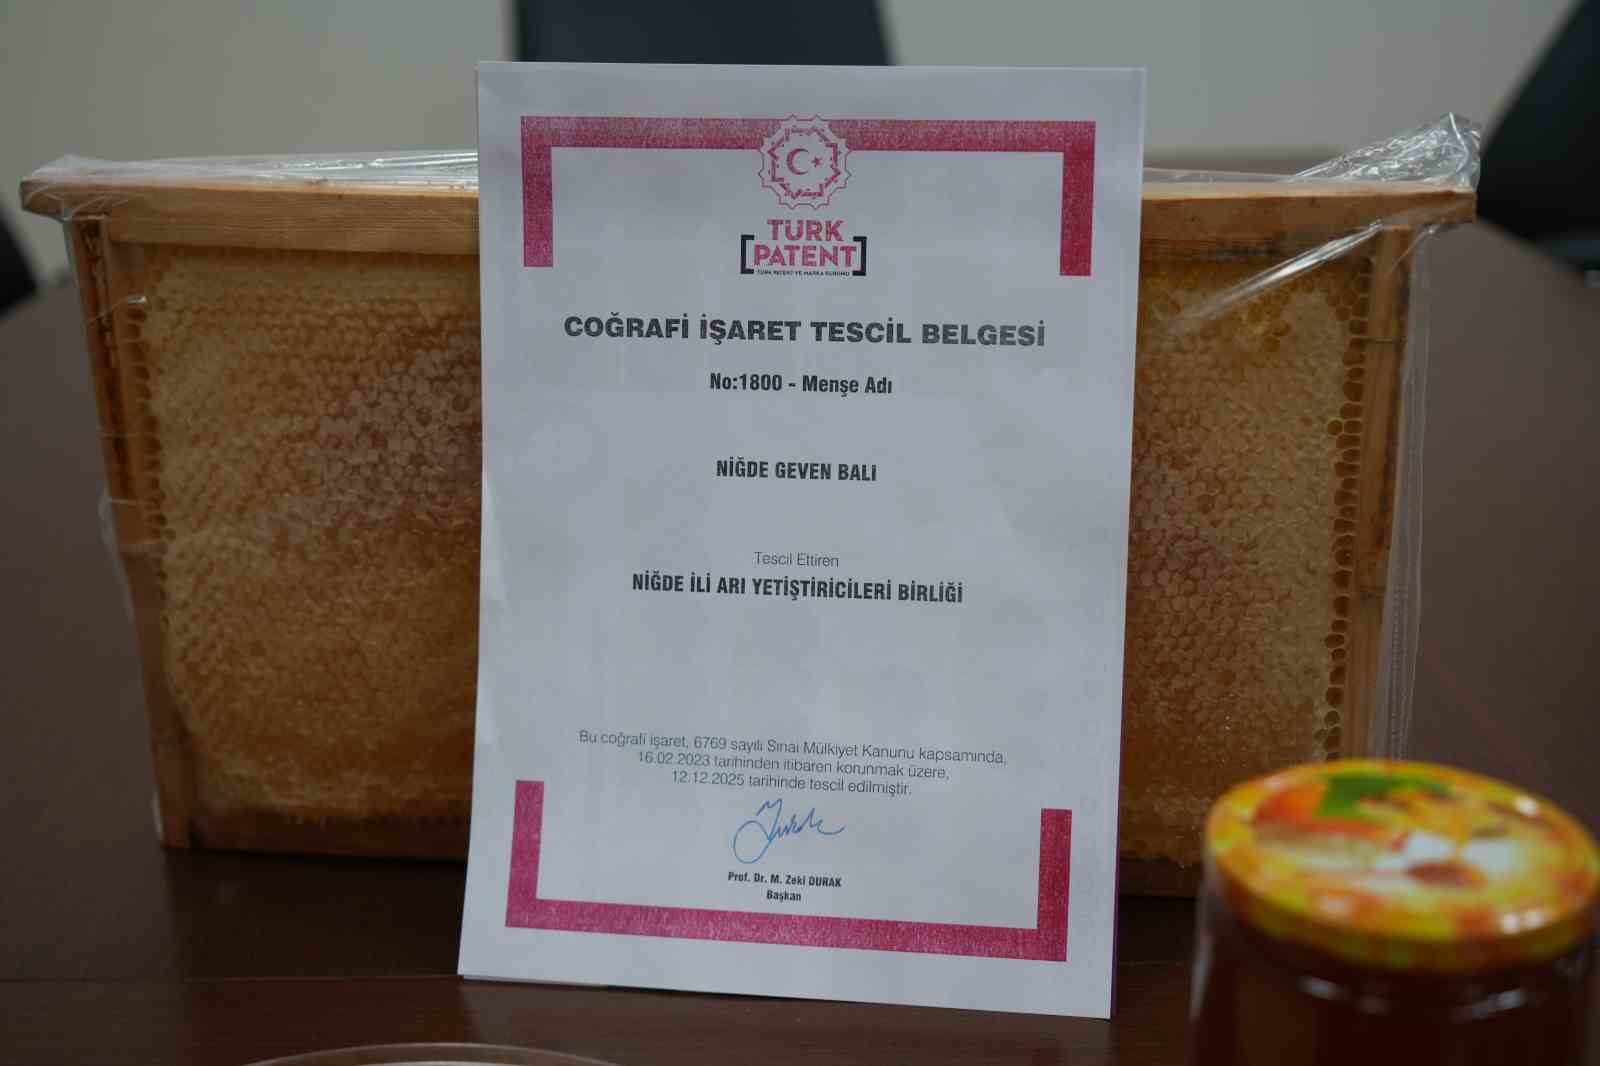 TÜRK
PATENT
TÜRK PATENT VE MARKA KURUMU
COĞRAFİ İŞARET TESCİL BELGESİ
No:1800 - Menşe Adı
NİĞDE GEVEN BALI
Tescil Ettiren
NİĞDE İLİ ARI YETİŞTİRİCİLERİ BİRLİĞİ
Bu coğrafi işaret, 6769 sayılı Sınai Mülkiyet Kanunu kapsamında,
16.02.2023 tarihinden itibaren korunmak üzere,
12.12.2025 tarihinde tescil edilmiştir.
Prof. Dr. M. Zeki DURAK
Başkan